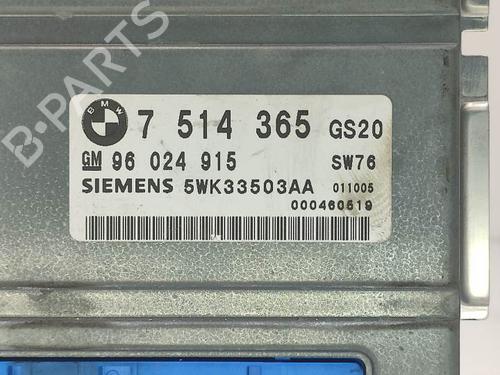 B-PARTS
BMW
7 514 365 GS20
GM 96 024 915 SW76
SIEMENS 5WK33503AA 011005
000460519